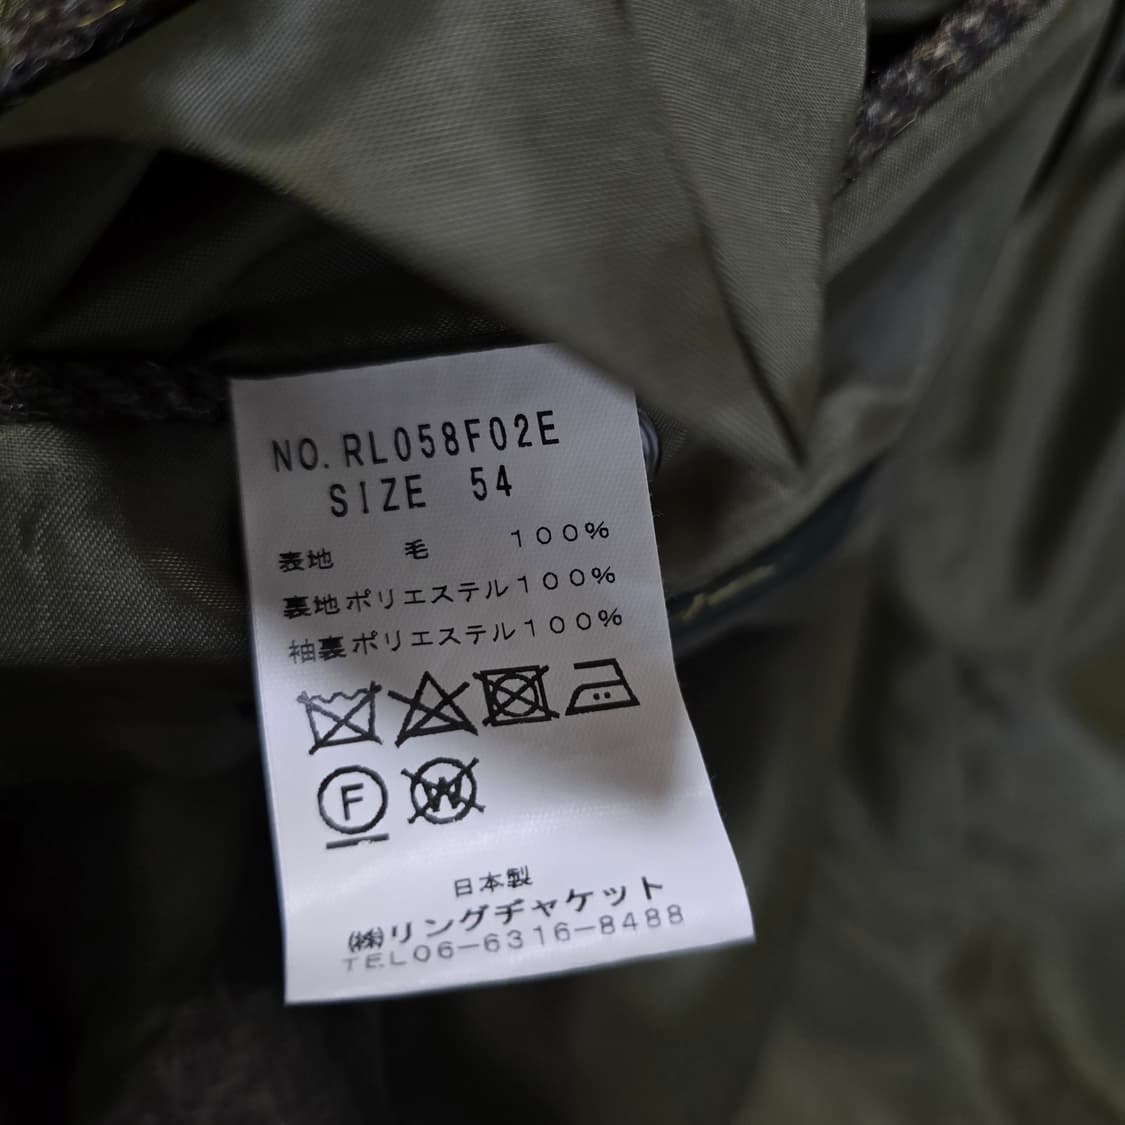 NO.RL058F02E
SIZE 54
表地 毛 100%
裏地ポリエステル100%
袖裏ポリエステル100%
F W
日本製
㈱リングヂャケット
TEL06-6316-8488